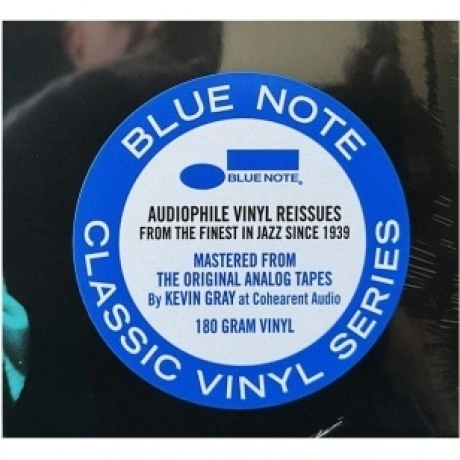 BLUE NOTE
BLUE NOTE®
AUDIOPHILE VINYL REISSUES
FROM THE FINEST IN JAZZ SINCE 1939
MASTERED FROM
THE ORIGINAL ANALOG TAPES
By KEVIN GRAY at Cohearent Audio
180 GRAM VINYL
CLASSIC VINYL SERIES